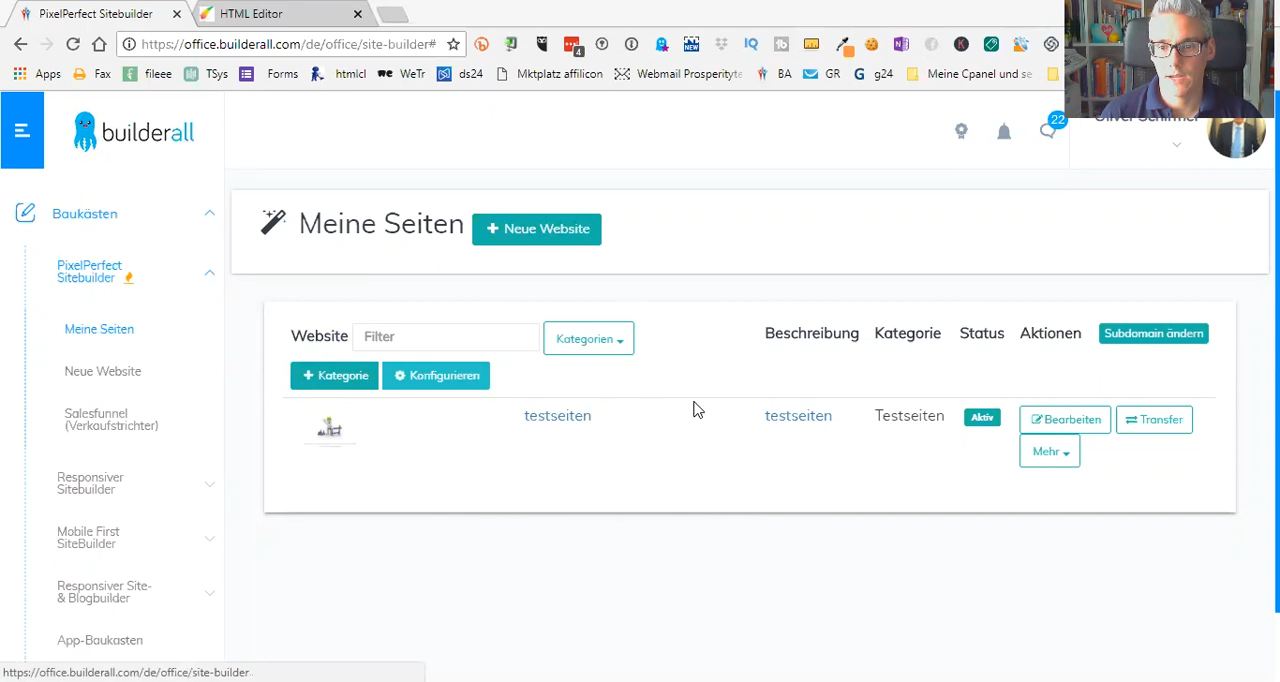 PixelPerfect Sitebuilder
HTML Editor
https://office.builderall.com/de/office/site-builder#
4
NEW
IQ
Apps
Fax
fileee
TSys
Forms
htmlcl
WeTr
ds24
Mktplatz affilicon
Webmail Prosperityte
BA
GR
g24
Meine Cpanel und se
builderall
22
Baukästen
PixelPerfect
Sitebuilder
Meine Seiten
Neue Website
Salesfunnel
(Verkaufstrichter)
Responsiver
Sitebuilder
Mobile First
SiteBuilder
Responsiver Site-
& Blogbuilder
App-Baukasten
Meine Seiten
+ Neue Website
Website
Filter
Kategorien
Beschreibung
Kategorie
Status
Aktionen
Subdomain ändern
+ Kategorie
Konfigurieren
testseiten
testseiten
Testseiten
Aktiv
Bearbeiten
Transfer
Mehr
https://office.builderall.com/de/office/site-builder